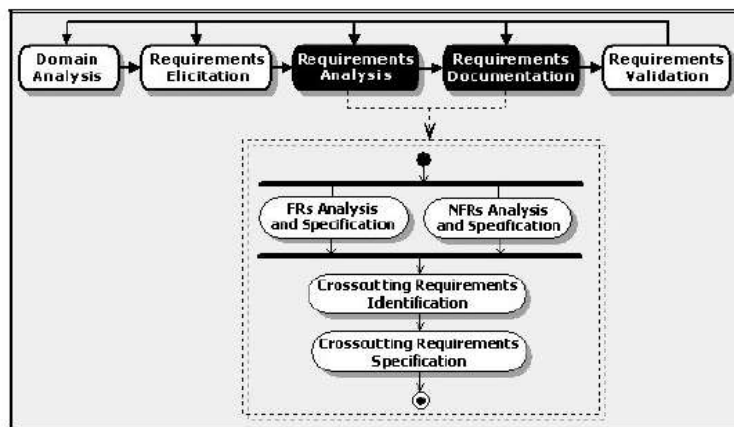 Domain
Analysis
Requirements
Elicitation
Requirements
Analysis
Requirements
Documentation
Requirements
Validation
FRs Analysis
and Specification
NFRs Analysis
and Specification
Crosscutting Requirements
Identification
Crosscutting Requirements
Specification